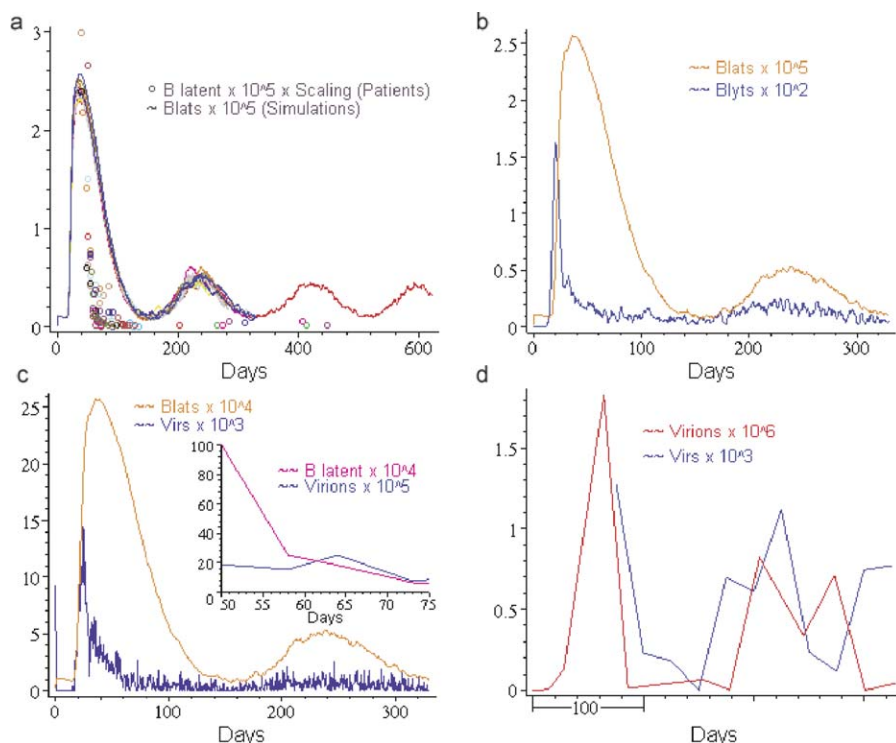 a
3
2
1
0
B latent x 10^5 x Scaling (Patients)
Blats x 10^5 (Simulations)
0 200 400 600
Days
b
2.5
2
1.5
1
0.5
0
Blats x 10^5
Blyts x 10^2
0 100 200 300
Days
c
25
20
15
10
5
0
Blats x 10^4
Virs x 10^3
100
80
60
40
20
0
B latent x 10^4
Virions x 10^5
50 55 60 65 70 75
Days
0 100 200 300
Days
d
1.5
1
0.5
0
Virions x 10^6
Virs x 10^3
100
Days